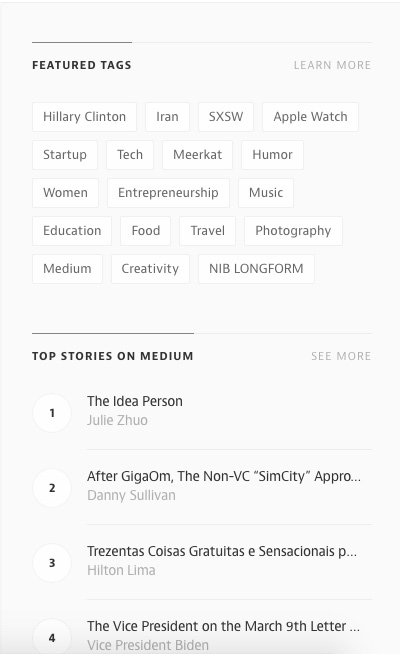 FEATURED TAGS LEARN MORE
Hillary Clinton Iran SXSW Apple Watch
Startup Tech Meerkat Humor
Women Entrepreneurship Music
Education Food Travel Photography
Medium Creativity NIB LONGFORM
TOP STORIES ON MEDIUM SEE MORE
1 The Idea Person
Julie Zhuo
2 After GigaOm, The Non-VC “SimCity” Appro...
Danny Sullivan
3 Trezentas Coisas Gratuitas e Sensacionais p...
Hilton Lima
4 The Vice President on the March 9th Letter ...
Vice President Biden